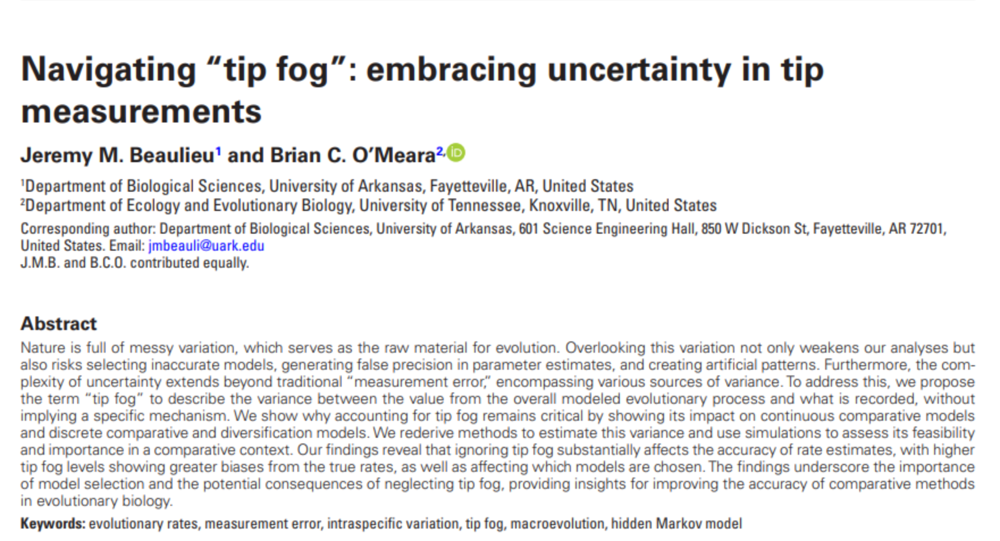 Navigating “tip fog”: embracing uncertainty in tip
measurements
Jeremy M. Beaulieu1 and Brian C. O’Meara2,iD
1Department of Biological Sciences, University of Arkansas, Fayetteville, AR, United States
2Department of Ecology and Evolutionary Biology, University of Tennessee, Knoxville, TN, United States
Corresponding author: Department of Biological Sciences, University of Arkansas, 601 Science Engineering Hall, 850 W Dickson St, Fayetteville, AR 72701,
United States. Email: jmbeauli@uark.edu
J.M.B. and B.C.O. contributed equally.
Abstract
Nature is full of messy variation, which serves as the raw material for evolution. Overlooking this variation not only weakens our analyses but
also risks selecting inaccurate models, generating false precision in parameter estimates, and creating artificial patterns. Furthermore, the com-
plexity of uncertainty extends beyond traditional “measurement error,” encompassing various sources of variance. To address this, we propose
the term “tip fog” to describe the variance between the value from the overall modeled evolutionary process and what is recorded, without
implying a specific mechanism. We show why accounting for tip fog remains critical by showing its impact on continuous comparative models
and discrete comparative and diversification models. We rederive methods to estimate this variance and use simulations to assess its feasibility
and importance in a comparative context. Our findings reveal that ignoring tip fog substantially affects the accuracy of rate estimates, with higher
tip fog levels showing greater biases from the true rates, as well as affecting which models are chosen. The findings underscore the importance
of model selection and the potential consequences of neglecting tip fog, providing insights for improving the accuracy of comparative methods
in evolutionary biology.
Keywords: evolutionary rates, measurement error, intraspecific variation, tip fog, macroevolution, hidden Markov model